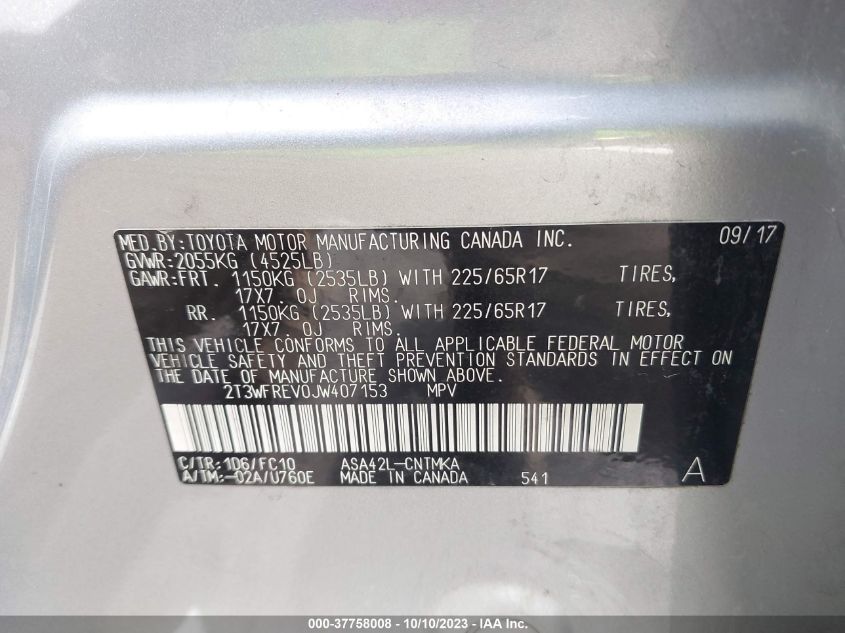 MFD.BY:TOYOTA MOTOR MANUFACTURING CANADA INC. 09/17
GVWR:2055KG (4525LB)
GAWR:FRT. 1150KG (2535LB) WITH 225/65R17 TIRES,
17X7.0J RIMS.
RR. 1150KG (2535LB) WITH 225/65R17 TIRES,
17X7.0J RIMS.
THIS VEHICLE CONFORMS TO ALL APPLICABLE FEDERAL MOTOR
VEHICLE SAFETY AND THEFT PREVENTION STANDARDS IN EFFECT ON
THE DATE OF MANUFACTURE SHOWN ABOVE.
2T3WFREV0JW407153 MPV
C/TR:1D6/FC10 ASA42L-CNTMKA
A/TM:-02A/U760E MADE IN CANADA 541 A
000-37758008 - 10/10/2023 - IAA Inc.